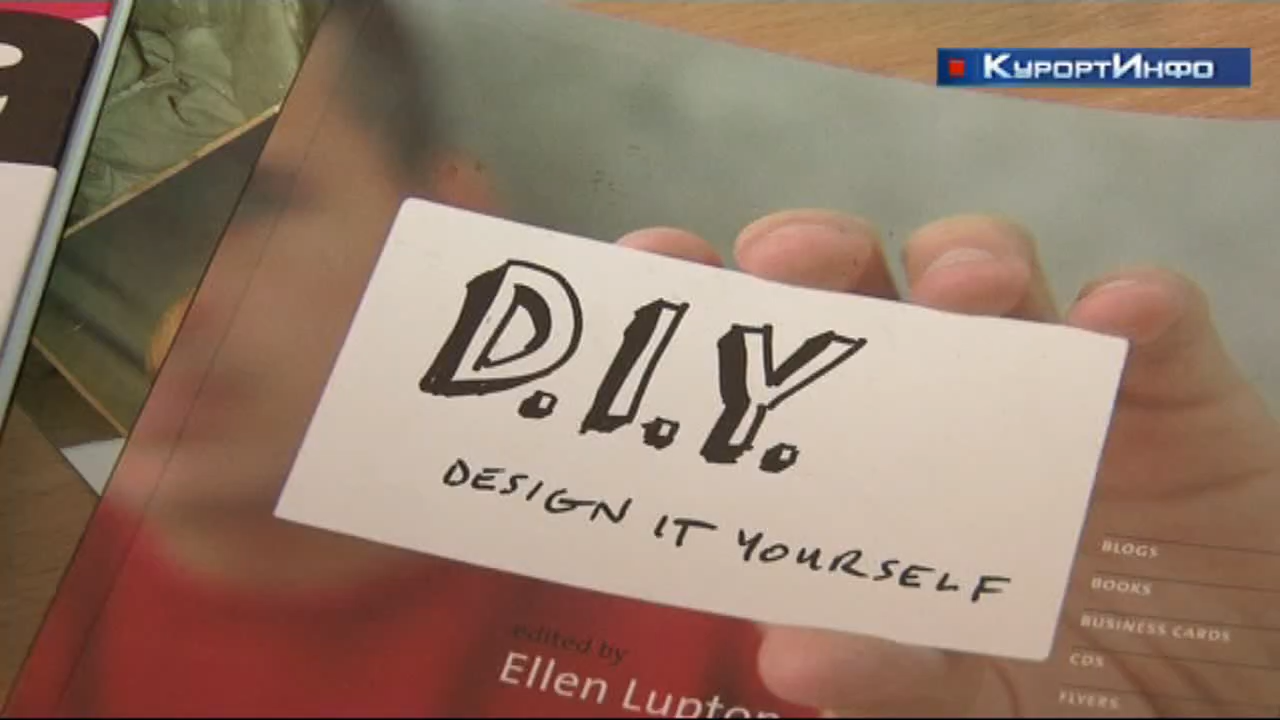 КурортИнфо
D.I.Y.
DESIGN IT YOURSELF
BLOGS
BOOKS
BUSINESS CARDS
CDS
FLYERS
edited by
Ellen Lupton